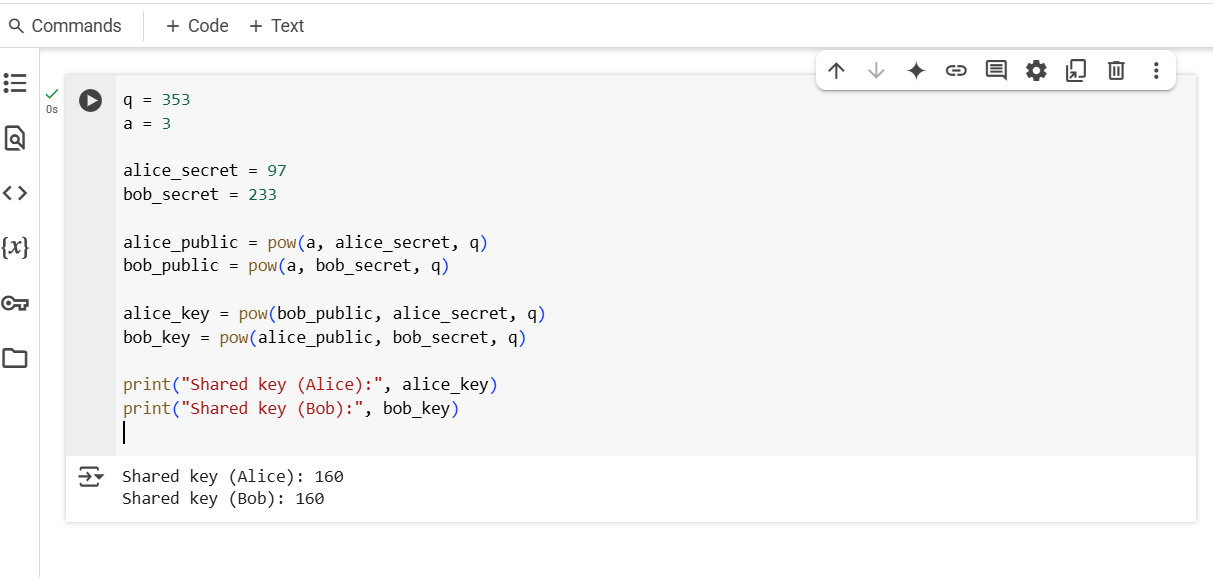 Commands + Code + Text
0s
q = 353
a = 3
alice_secret = 97
bob_secret = 233
alice_public = pow(a, alice_secret, q)
bob_public = pow(a, bob_secret, q)
alice_key = pow(bob_public, alice_secret, q)
bob_key = pow(alice_public, bob_secret, q)
print("Shared key (Alice):", alice_key)
print("Shared key (Bob):", bob_key)
Shared key (Alice): 160
Shared key (Bob): 160